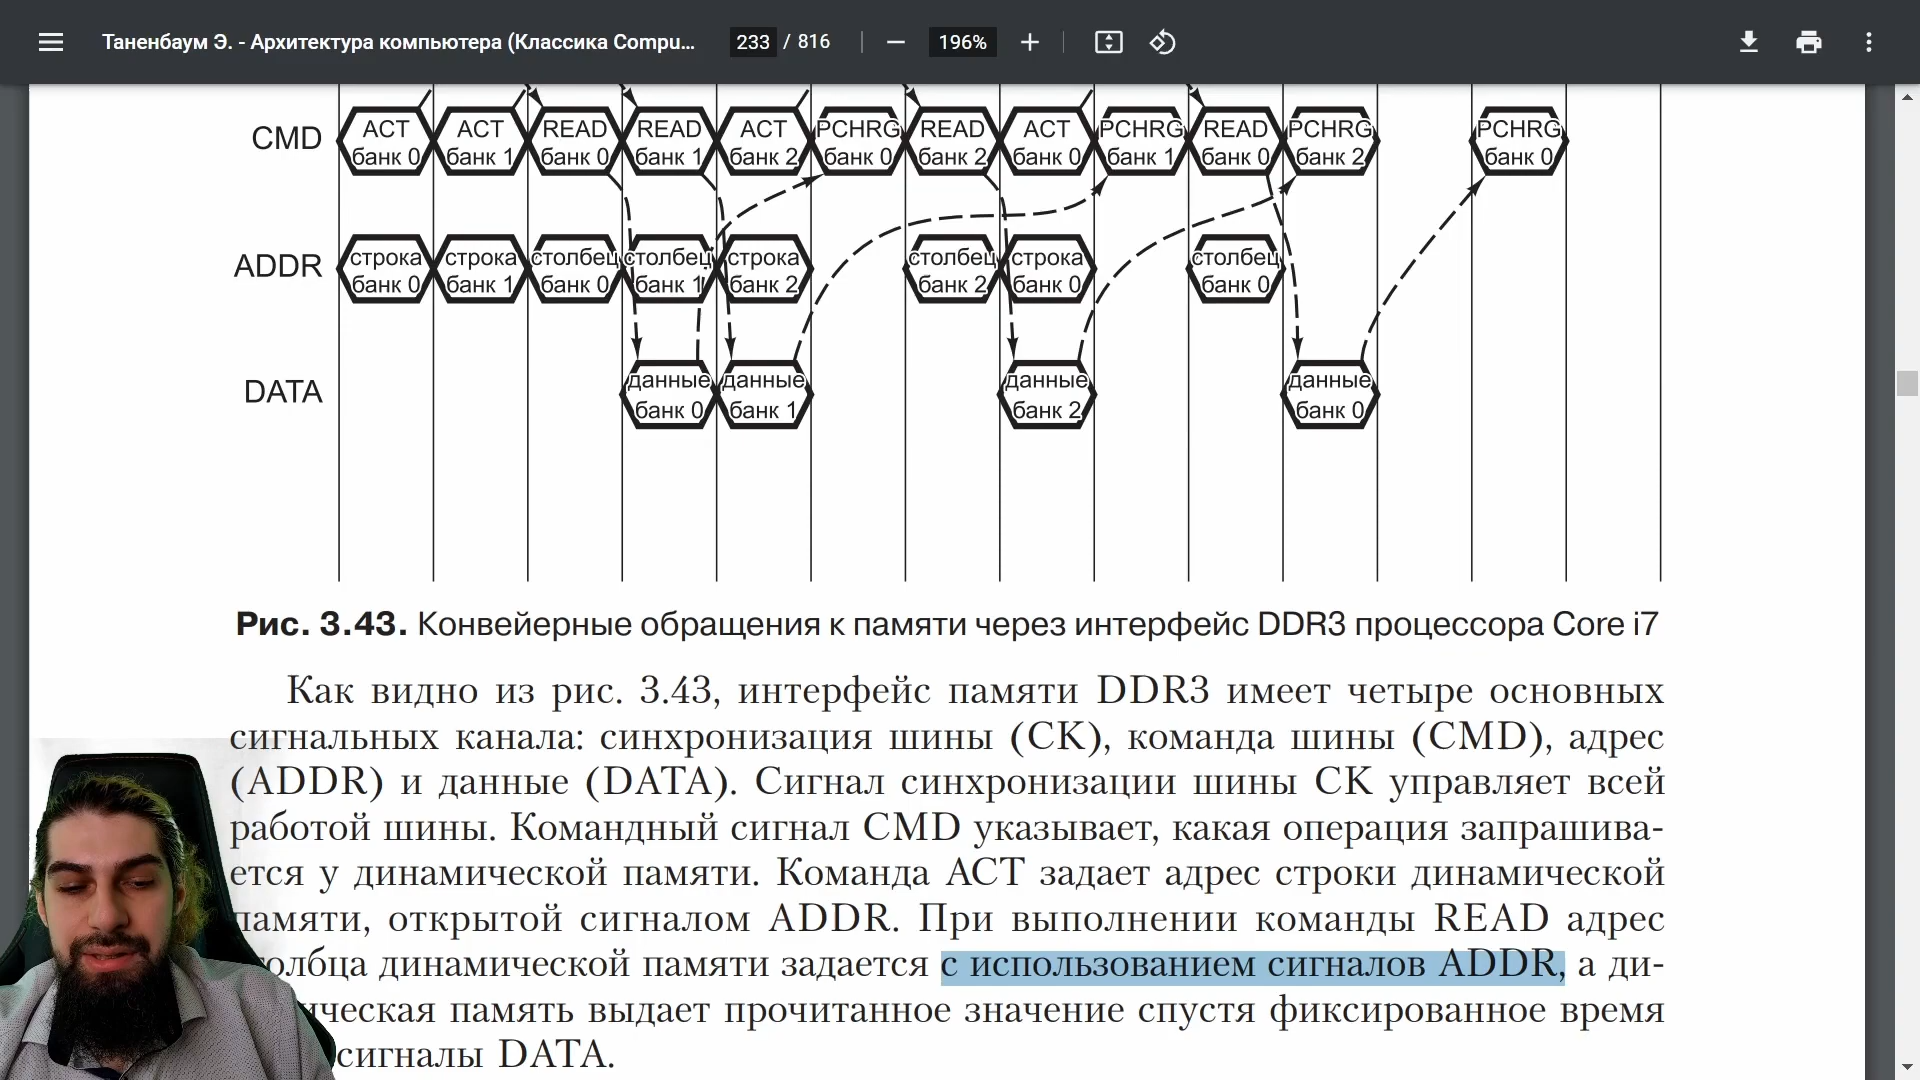 Таненбаум Э. - Архитектура компьютера (Классика Compu...
233 / 816
196%
CMD
ACT банк 0
ACT банк 1
READ банк 0
READ банк 1
ACT банк 2
PCHRG банк 0
READ банк 2
ACT банк 0
PCHRG банк 1
READ банк 0
PCHRG банк 2
PCHRG банк 0
ADDR
строка банк 0
строка банк 1
столбец банк 0
столбец банк 1
строка банк 2
столбец банк 2
строка банк 0
столбец банк 0
DATA
данные банк 0
данные банк 1
данные банк 2
данные банк 0
Рис. 3.43. Конвейерные обращения к памяти через интерфейс DDR3 процессора Core i7
Как видно из рис. 3.43, интерфейс памяти DDR3 имеет четыре основных
сигнальных канала: синхронизация шины (CK), команда шины (CMD), адрес
(ADDR) и данные (DATA). Сигнал синхронизации шины CK управляет всей
работой шины. Командный сигнал CMD указывает, какая операция запрашива-
ется у динамической памяти. Команда ACT задает адрес строки динамической
памяти, открытой сигналом ADDR. При выполнении команды READ адрес
толбца динамической памяти задается с использованием сигналов ADDR, а ди-
ическая память выдает прочитанное значение спустя фиксированное время
сигналы DATA.